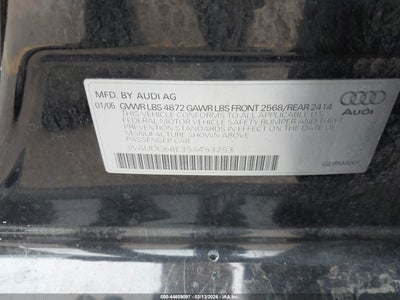 MFD. BY AUDI AG
01/05 GVWR LBS 4872 GAWR LBS FRONT 2568/REAR 2414
THIS VEHICLE CONFORMS TO ALL APPLICABLE U.S.
FEDERAL MOTOR VEHICLE SAFETY BUMPER AND THEFT
PREVENTION STANDARDS IN EFFECT ON THE DATE OF
MANUFACTURE SHOWN ABOVE
PASSENGER CAR
WAUDG68E35A453253
Audi
GERMANY
000-44609097 - 03/13/2026 - IAA Inc.